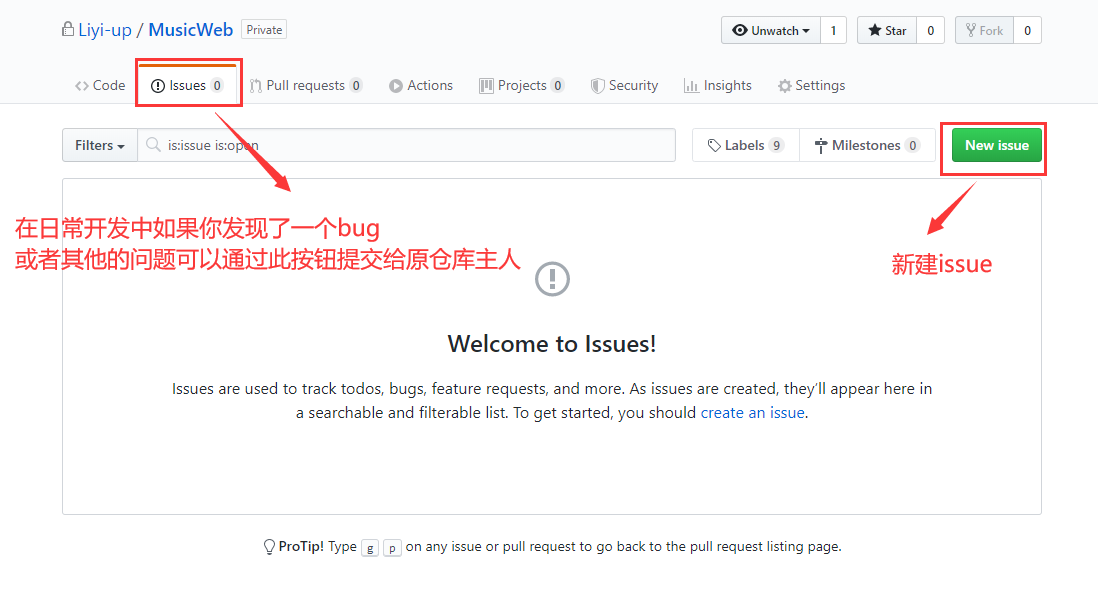 Liyi-up / MusicWeb Private
Unwatch 1 Star 0 Fork 0
Code Issues 0 Pull requests 0 Actions Projects 0 Security Insights Settings
Filters is:issue is:open Labels 9 Milestones 0 New issue
在日常开发中如果你发现了一个bug
或者其他的问题可以通过此按钮提交给原仓库主人
新建issue
Welcome to Issues!
Issues are used to track todos, bugs, feature requests, and more. As issues are created, they’ll appear here in
a searchable and filterable list. To get started, you should create an issue.
ProTip! Type g p on any issue or pull request to go back to the pull request listing page.